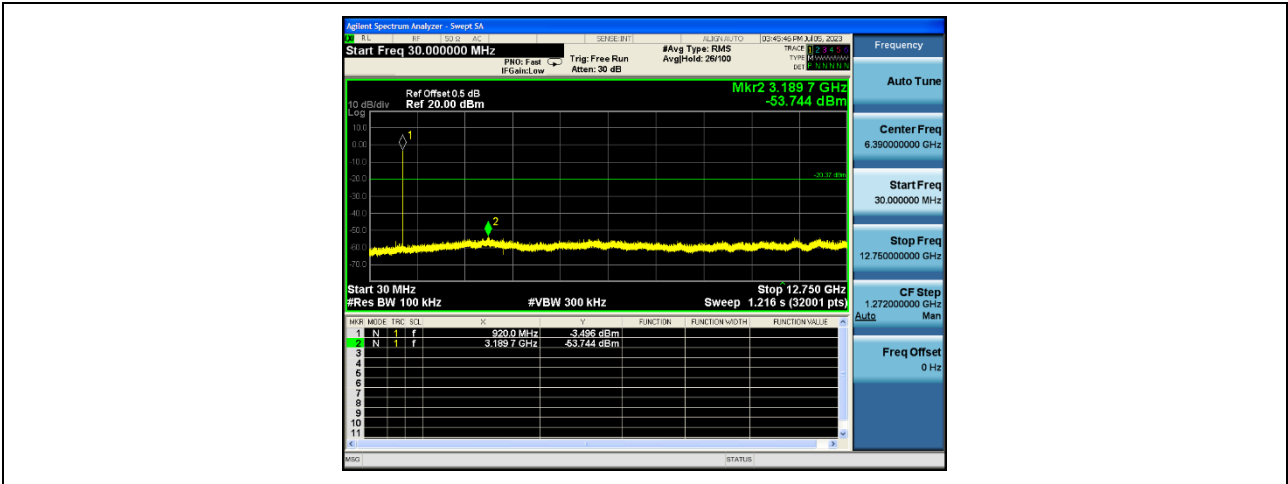 Agilent Spectrum Analyzer - Swept SA
RL RF 50 Ω AC SENSE:INT ALIGN AUTO 03:45:46 PM Jul 05, 2023
Start Freq 30.000000 MHz
PNO: Fast
IFGain:Low
Trig: Free Run
Atten: 30 dB
#Avg Type: RMS
Avg|Hold: 26/100
TRACE 1 2 3 4 5 6
TYPE M
DET P N N N N N
Mkr2 3.189 7 GHz
-53.744 dBm
Ref Offset 0.5 dB
10 dB/div Ref 20.00 dBm
Log
10.0
0.00
-10.0
-20.0
-30.0
-40.0
-50.0
-60.0
-70.0
1
2
-20.37 dBm
Start 30 MHz Stop 12.750 GHz
#Res BW 100 kHz #VBW 300 kHz Sweep 1.216 s (32001 pts)
MKR MODE TRC SCL X Y FUNCTION FUNCTION WIDTH FUNCTION VALUE
1 N 1 f 920.0 MHz -3.496 dBm
2 N 1 f 3.189 7 GHz -53.744 dBm
3
4
5
6
7
8
9
10
11
MSG STATUS
Frequency
Auto Tune
Center Freq
6.390000000 GHz
Start Freq
30.000000 MHz
Stop Freq
12.750000000 GHz
CF Step
1.272000000 GHz
Auto Man
Freq Offset
0 Hz